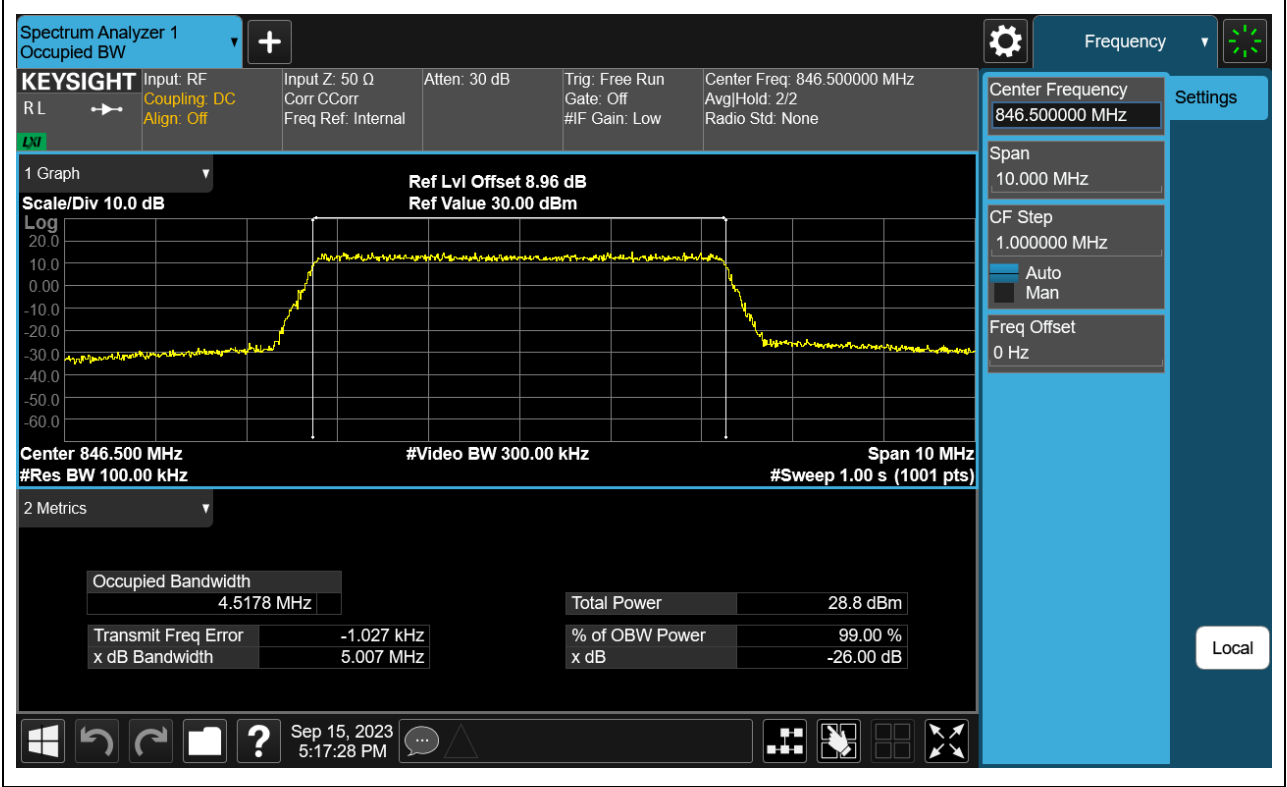 Spectrum Analyzer 1
Occupied BW
Frequency
KEYSIGHT
R L
LXI
Input: RF
Coupling: DC
Align: Off
Input Z: 50 Ω
Corr CCorr
Freq Ref: Internal
Atten: 30 dB
Trig: Free Run
Gate: Off
#IF Gain: Low
Center Freq: 846.500000 MHz
Avg|Hold: 2/2
Radio Std: None
Center Frequency
846.500000 MHz
Settings
Span
10.000 MHz
CF Step
1.000000 MHz
Auto
Man
Freq Offset
0 Hz
Local
1 Graph
Scale/Div 10.0 dB
Ref Lvl Offset 8.96 dB
Ref Value 30.00 dBm
Log
20.0
10.0
0.00
-10.0
-20.0
-30.0
-40.0
-50.0
-60.0
Center 846.500 MHz
#Video BW 300.00 kHz
Span 10 MHz
#Res BW 100.00 kHz
#Sweep 1.00 s (1001 pts)
2 Metrics
Occupied Bandwidth
4.5178 MHz
Total Power 28.8 dBm
Transmit Freq Error -1.027 kHz
% of OBW Power 99.00 %
x dB Bandwidth 5.007 MHz
x dB -26.00 dB
?
Sep 15, 2023
5:17:28 PM